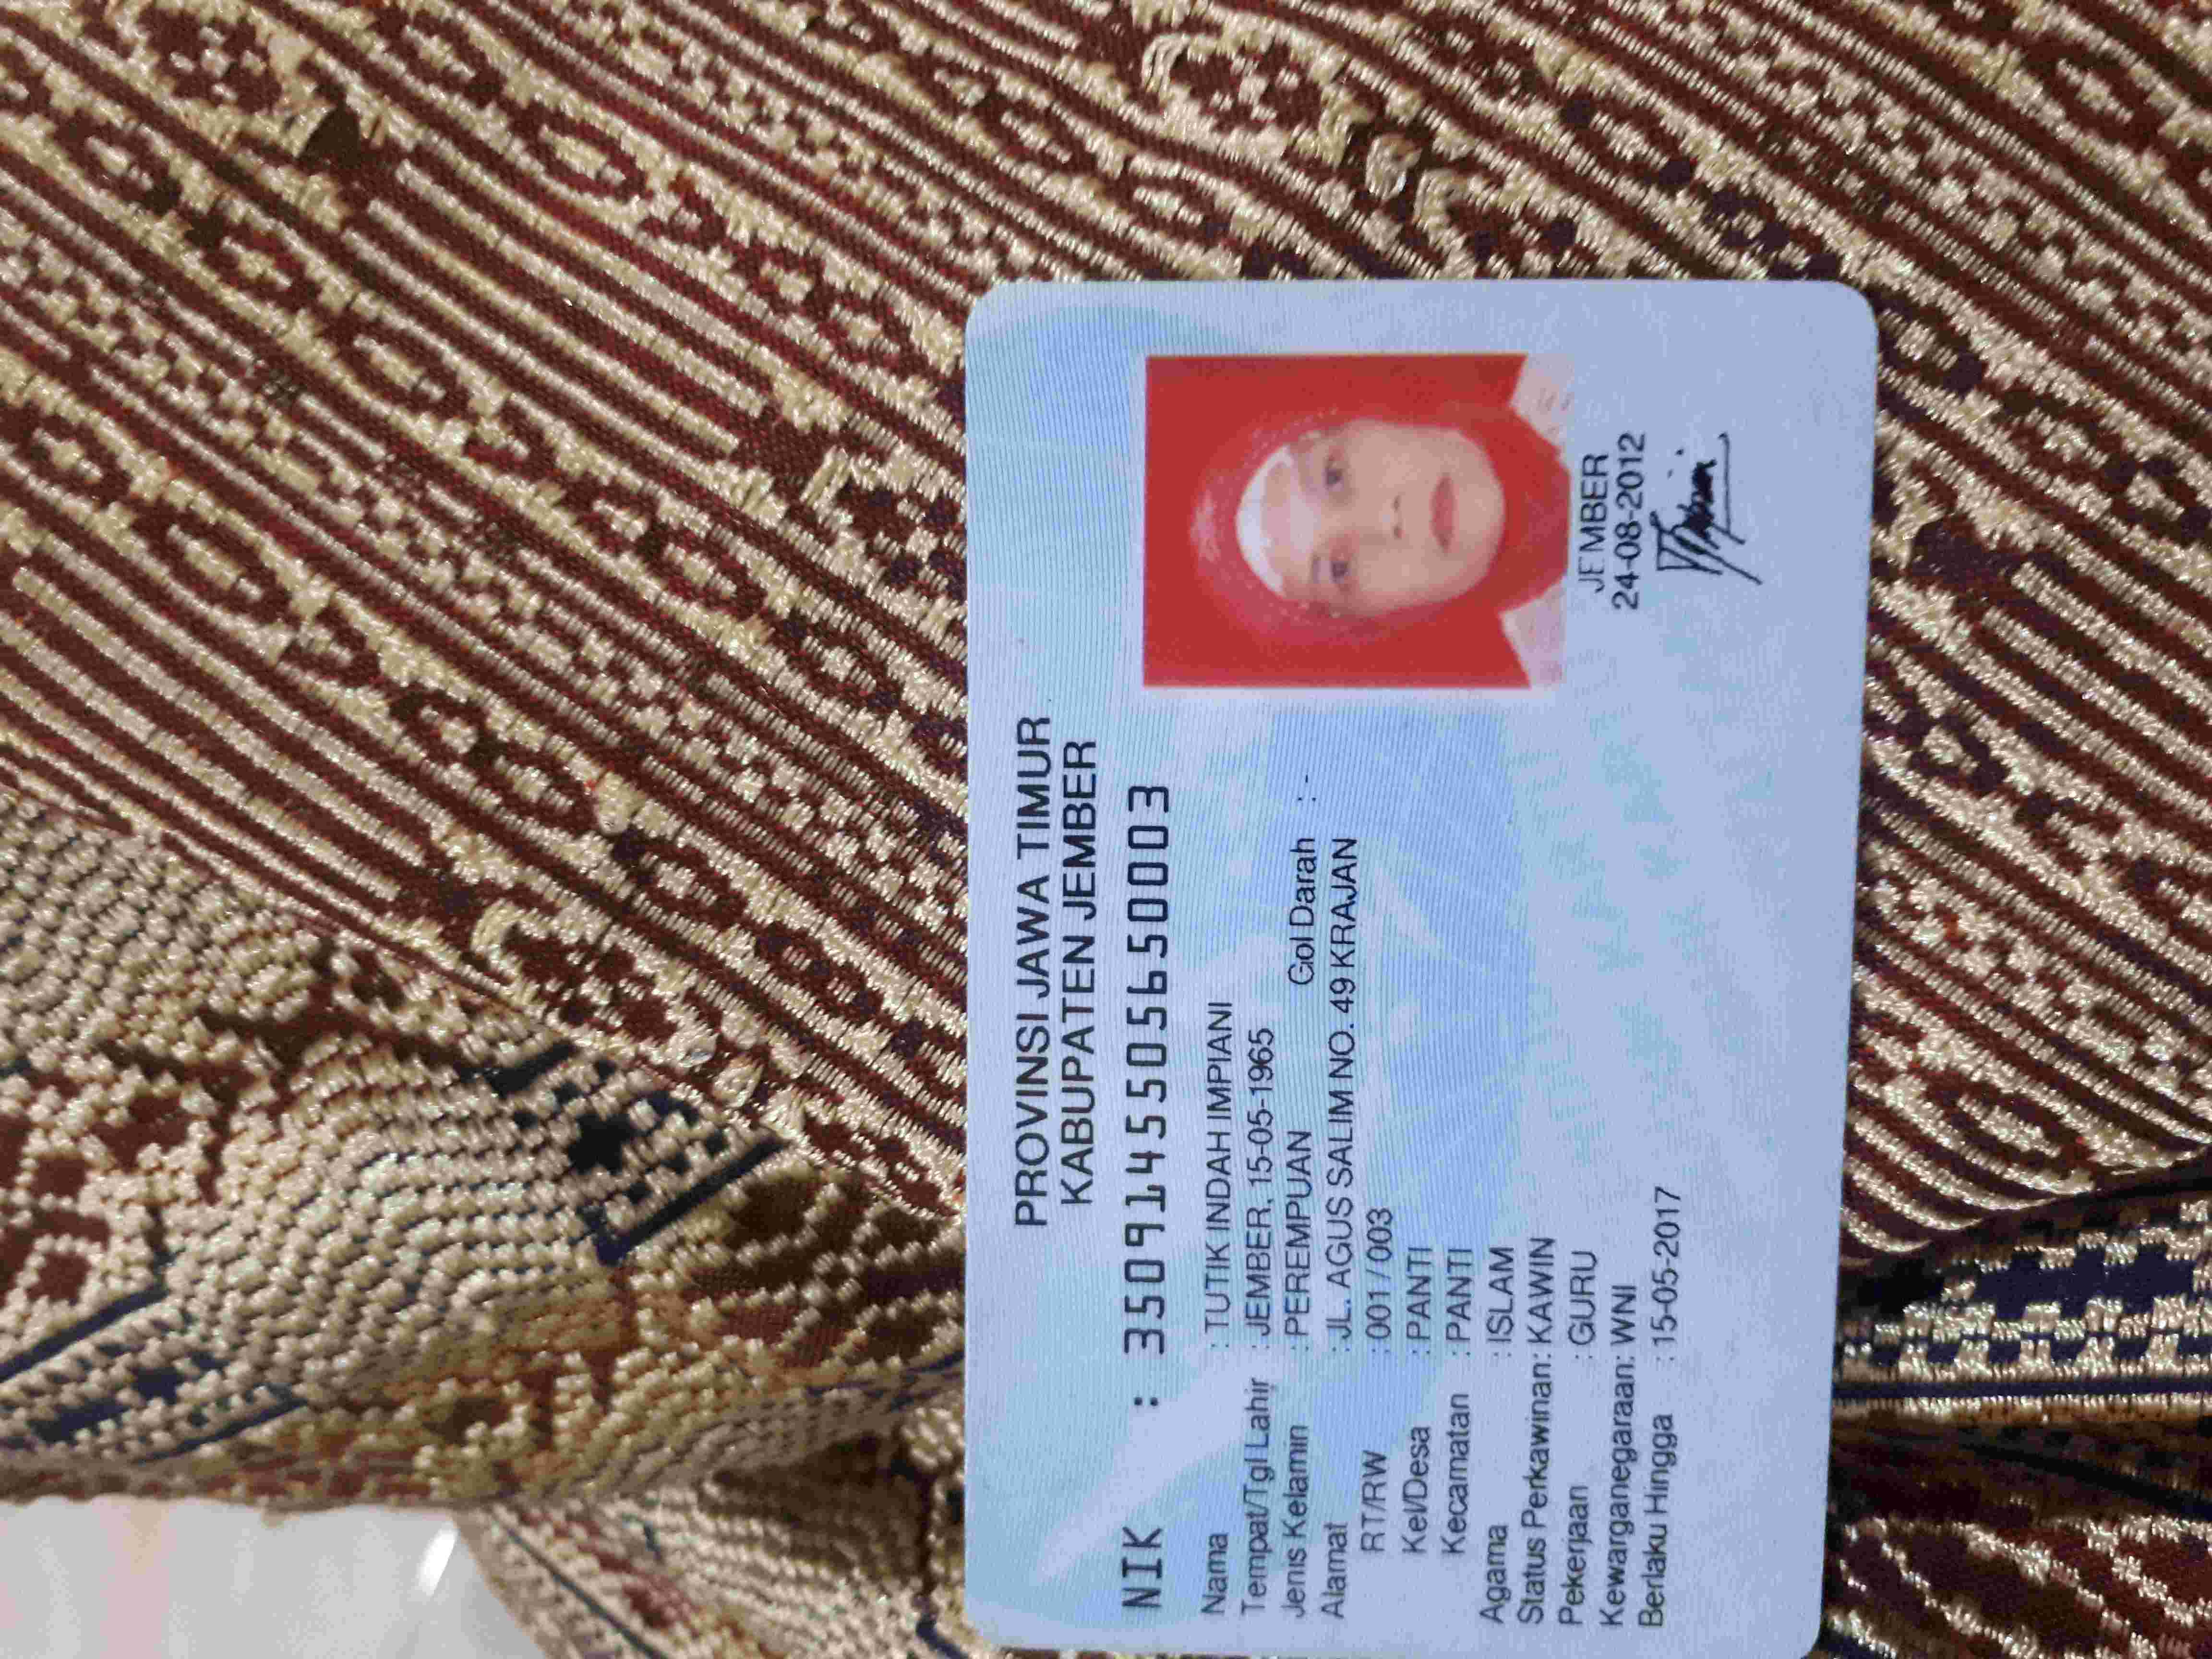 PROVINSI JAWA TIMUR
KABUPATEN JEMBER
NIK : 3509145505650003
Nama : TUTIK INDAH IMPIANI
Tempat/Tgl Lahir : JEMBER, 15-05-1965
Jenis Kelamin : PEREMPUAN Gol Darah : -
Alamat : JL. AGUS SALIM NO. 49 KRAJAN
RT/RW : 001 / 003
Kel/Desa : PANTI
Kecamatan : PANTI
Agama : ISLAM
Status Perkawinan: KAWIN
Pekerjaan : GURU
Kewarganegaraan: WNI
Berlaku Hingga : 15-05-2017
JEMBER
24-08-2012